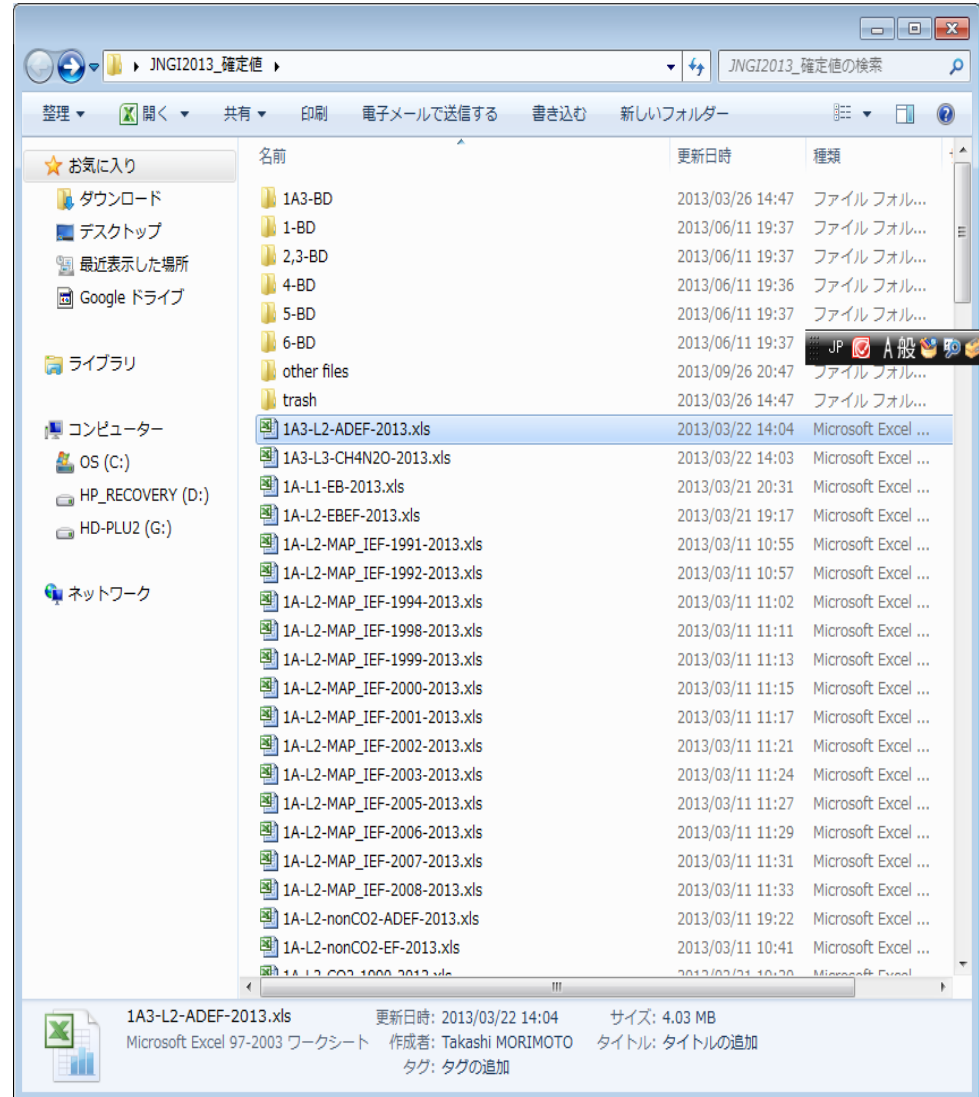 JNGI2013_確定値
JNGI2013_確定値の検索
整理 開く 共有 印刷 電子メールで送信する 書き込む 新しいフォルダー
お気に入り
ダウンロード
デスクトップ
最近表示した場所
Google ドライブ
ライブラリ
コンピューター
OS (C:)
HP_RECOVERY (D:)
HD-PLU2 (G:)
ネットワーク
名前 更新日時 種類
1A3-BD 2013/03/26 14:47 ファイル フォル...
1-BD 2013/06/11 19:37 ファイル フォル...
2,3-BD 2013/06/11 19:37 ファイル フォル...
4-BD 2013/06/11 19:36 ファイル フォル...
5-BD 2013/06/11 19:37 ファイル フォル...
6-BD 2013/06/11 19:37
JP A 般
other files 2013/09/26 20:47 ファイル フォル...
trash 2013/03/26 14:47 ファイル フォル...
1A3-L2-ADEF-2013.xls 2013/03/22 14:04 Microsoft Excel ...
1A3-L3-CH4N2O-2013.xls 2013/03/22 14:03 Microsoft Excel ...
1A-L1-EB-2013.xls 2013/03/21 20:31 Microsoft Excel ...
1A-L2-EBEF-2013.xls 2013/03/21 19:17 Microsoft Excel ...
1A-L2-MAP_IEF-1991-2013.xls 2013/03/11 10:55 Microsoft Excel ...
1A-L2-MAP_IEF-1992-2013.xls 2013/03/11 10:57 Microsoft Excel ...
1A-L2-MAP_IEF-1994-2013.xls 2013/03/11 11:02 Microsoft Excel ...
1A-L2-MAP_IEF-1998-2013.xls 2013/03/11 11:11 Microsoft Excel ...
1A-L2-MAP_IEF-1999-2013.xls 2013/03/11 11:13 Microsoft Excel ...
1A-L2-MAP_IEF-2000-2013.xls 2013/03/11 11:15 Microsoft Excel ...
1A-L2-MAP_IEF-2001-2013.xls 2013/03/11 11:17 Microsoft Excel ...
1A-L2-MAP_IEF-2002-2013.xls 2013/03/11 11:21 Microsoft Excel ...
1A-L2-MAP_IEF-2003-2013.xls 2013/03/11 11:24 Microsoft Excel ...
1A-L2-MAP_IEF-2005-2013.xls 2013/03/11 11:27 Microsoft Excel ...
1A-L2-MAP_IEF-2006-2013.xls 2013/03/11 11:29 Microsoft Excel ...
1A-L2-MAP_IEF-2007-2013.xls 2013/03/11 11:31 Microsoft Excel ...
1A-L2-MAP_IEF-2008-2013.xls 2013/03/11 11:33 Microsoft Excel ...
1A-L2-nonCO2-ADEF-2013.xls 2013/03/11 19:22 Microsoft Excel ...
1A-L2-nonCO2-EF-2013.xls 2013/03/11 10:41 Microsoft Excel ...
1A3-L2-ADEF-2013.xls 更新日時: 2013/03/22 14:04 サイズ: 4.03 MB
Microsoft Excel 97-2003 ワークシート 作成者: Takashi MORIMOTO タイトル: タイトルの追加
タグ: タグの追加